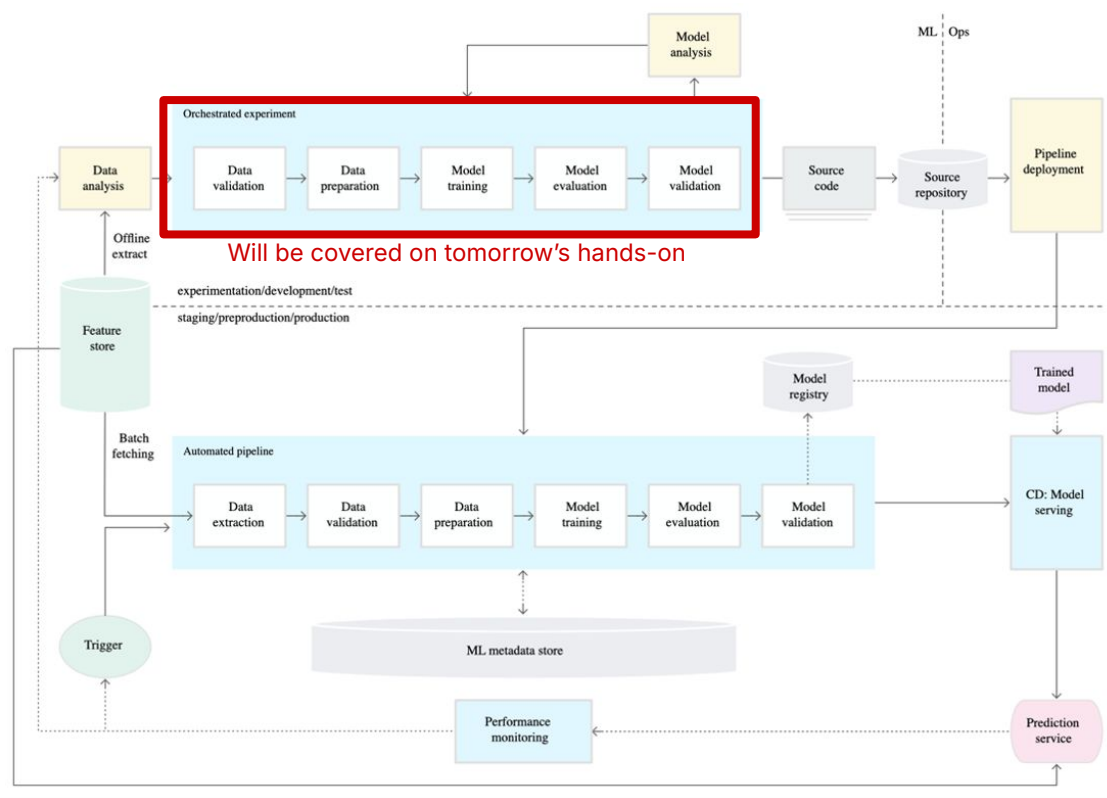 Model
analysis
ML
Ops
Orchestrated experiment
Data
analysis
Data
validation
Data
preparation
Model
training
Model
evaluation
Model
validation
Source
code
Source
repository
Pipeline
deployment
Will be covered on tomorrow's hands-on
Offline
extract
experimentation/development/test
staging/preproduction/production
Feature
store
Model
registry
Trained
model
Batch
fetching
Automated pipeline
Data
extraction
Data
validation
Data
preparation
Model
training
Model
evaluation
Model
validation
CD: Model
serving
Trigger
ML metadata store
Performance
monitoring
Prediction
service